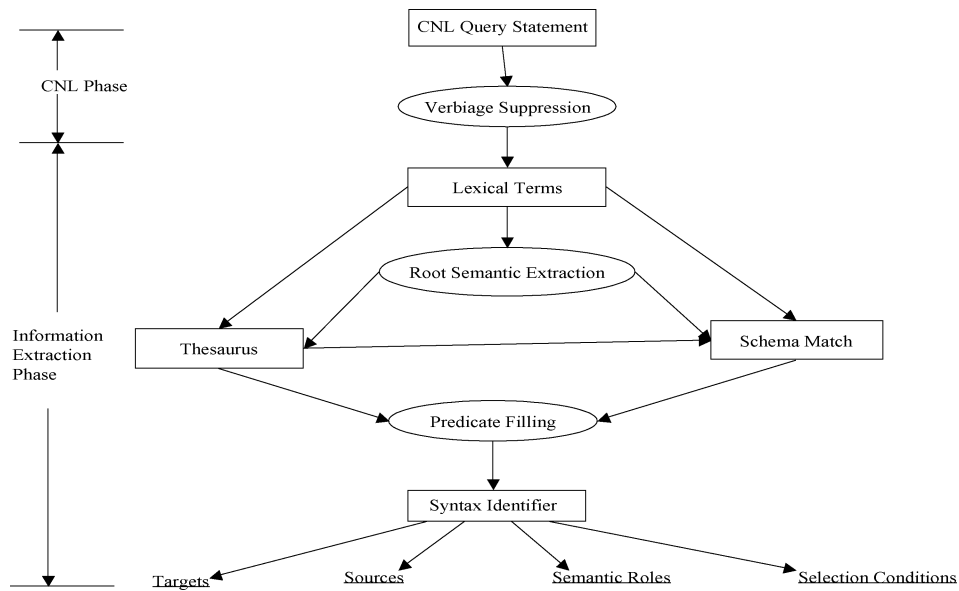 CNL Query Statement
CNL Phase
Verbiage Suppression
Lexical Terms
Root Semantic Extraction
Information
Extraction
Phase
Thesaurus
Schema Match
Predicate Filling
Syntax Identifier
Targets
Sources
Semantic Roles
Selection Conditions